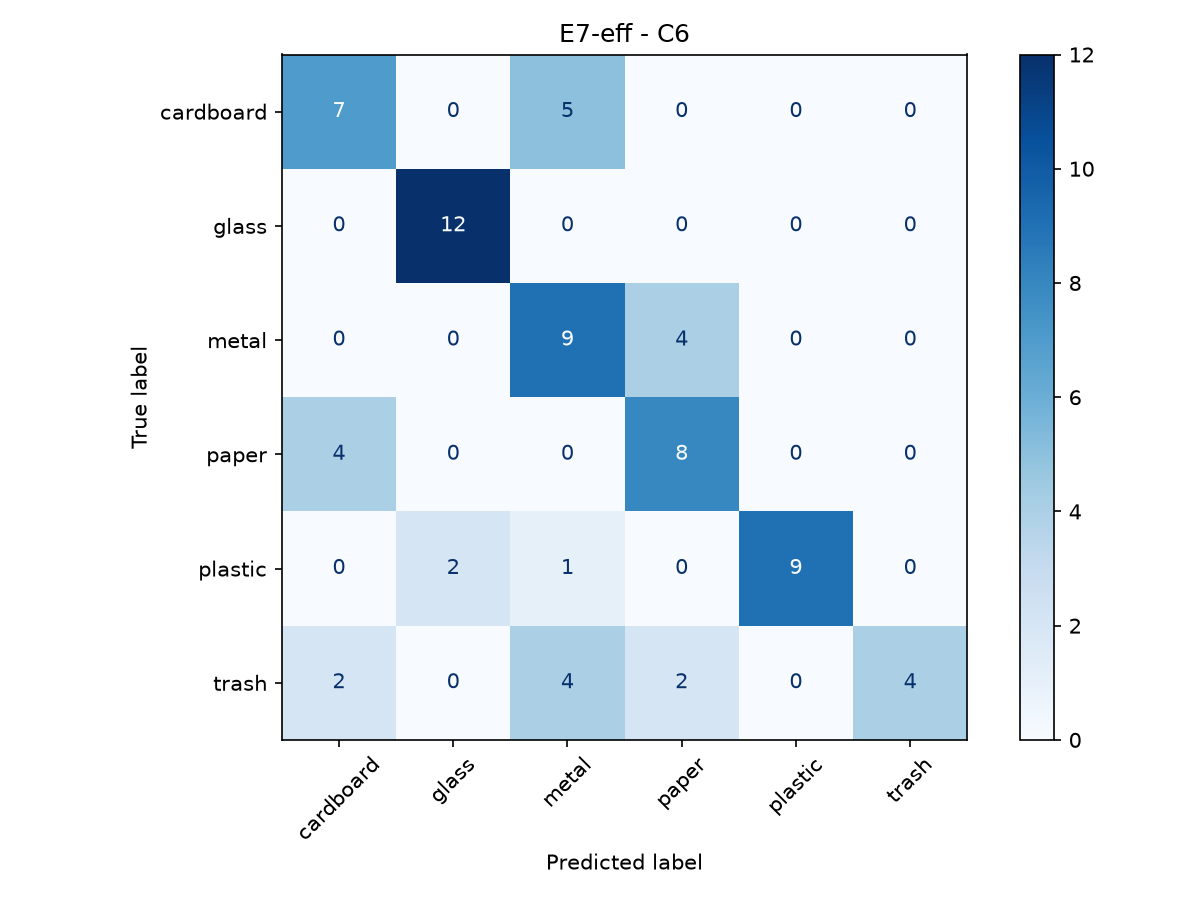 E7-eff - C6
cardboard 7 0 5 0 0 0
glass 0 12 0 0 0 0
metal 0 0 9 4 0 0
paper 4 0 0 8 0 0
plastic 0 2 1 0 9 0
trash 2 0 4 2 0 4
cardboard glass metal paper plastic trash
Predicted label
True label
12
10
8
6
4
2
0